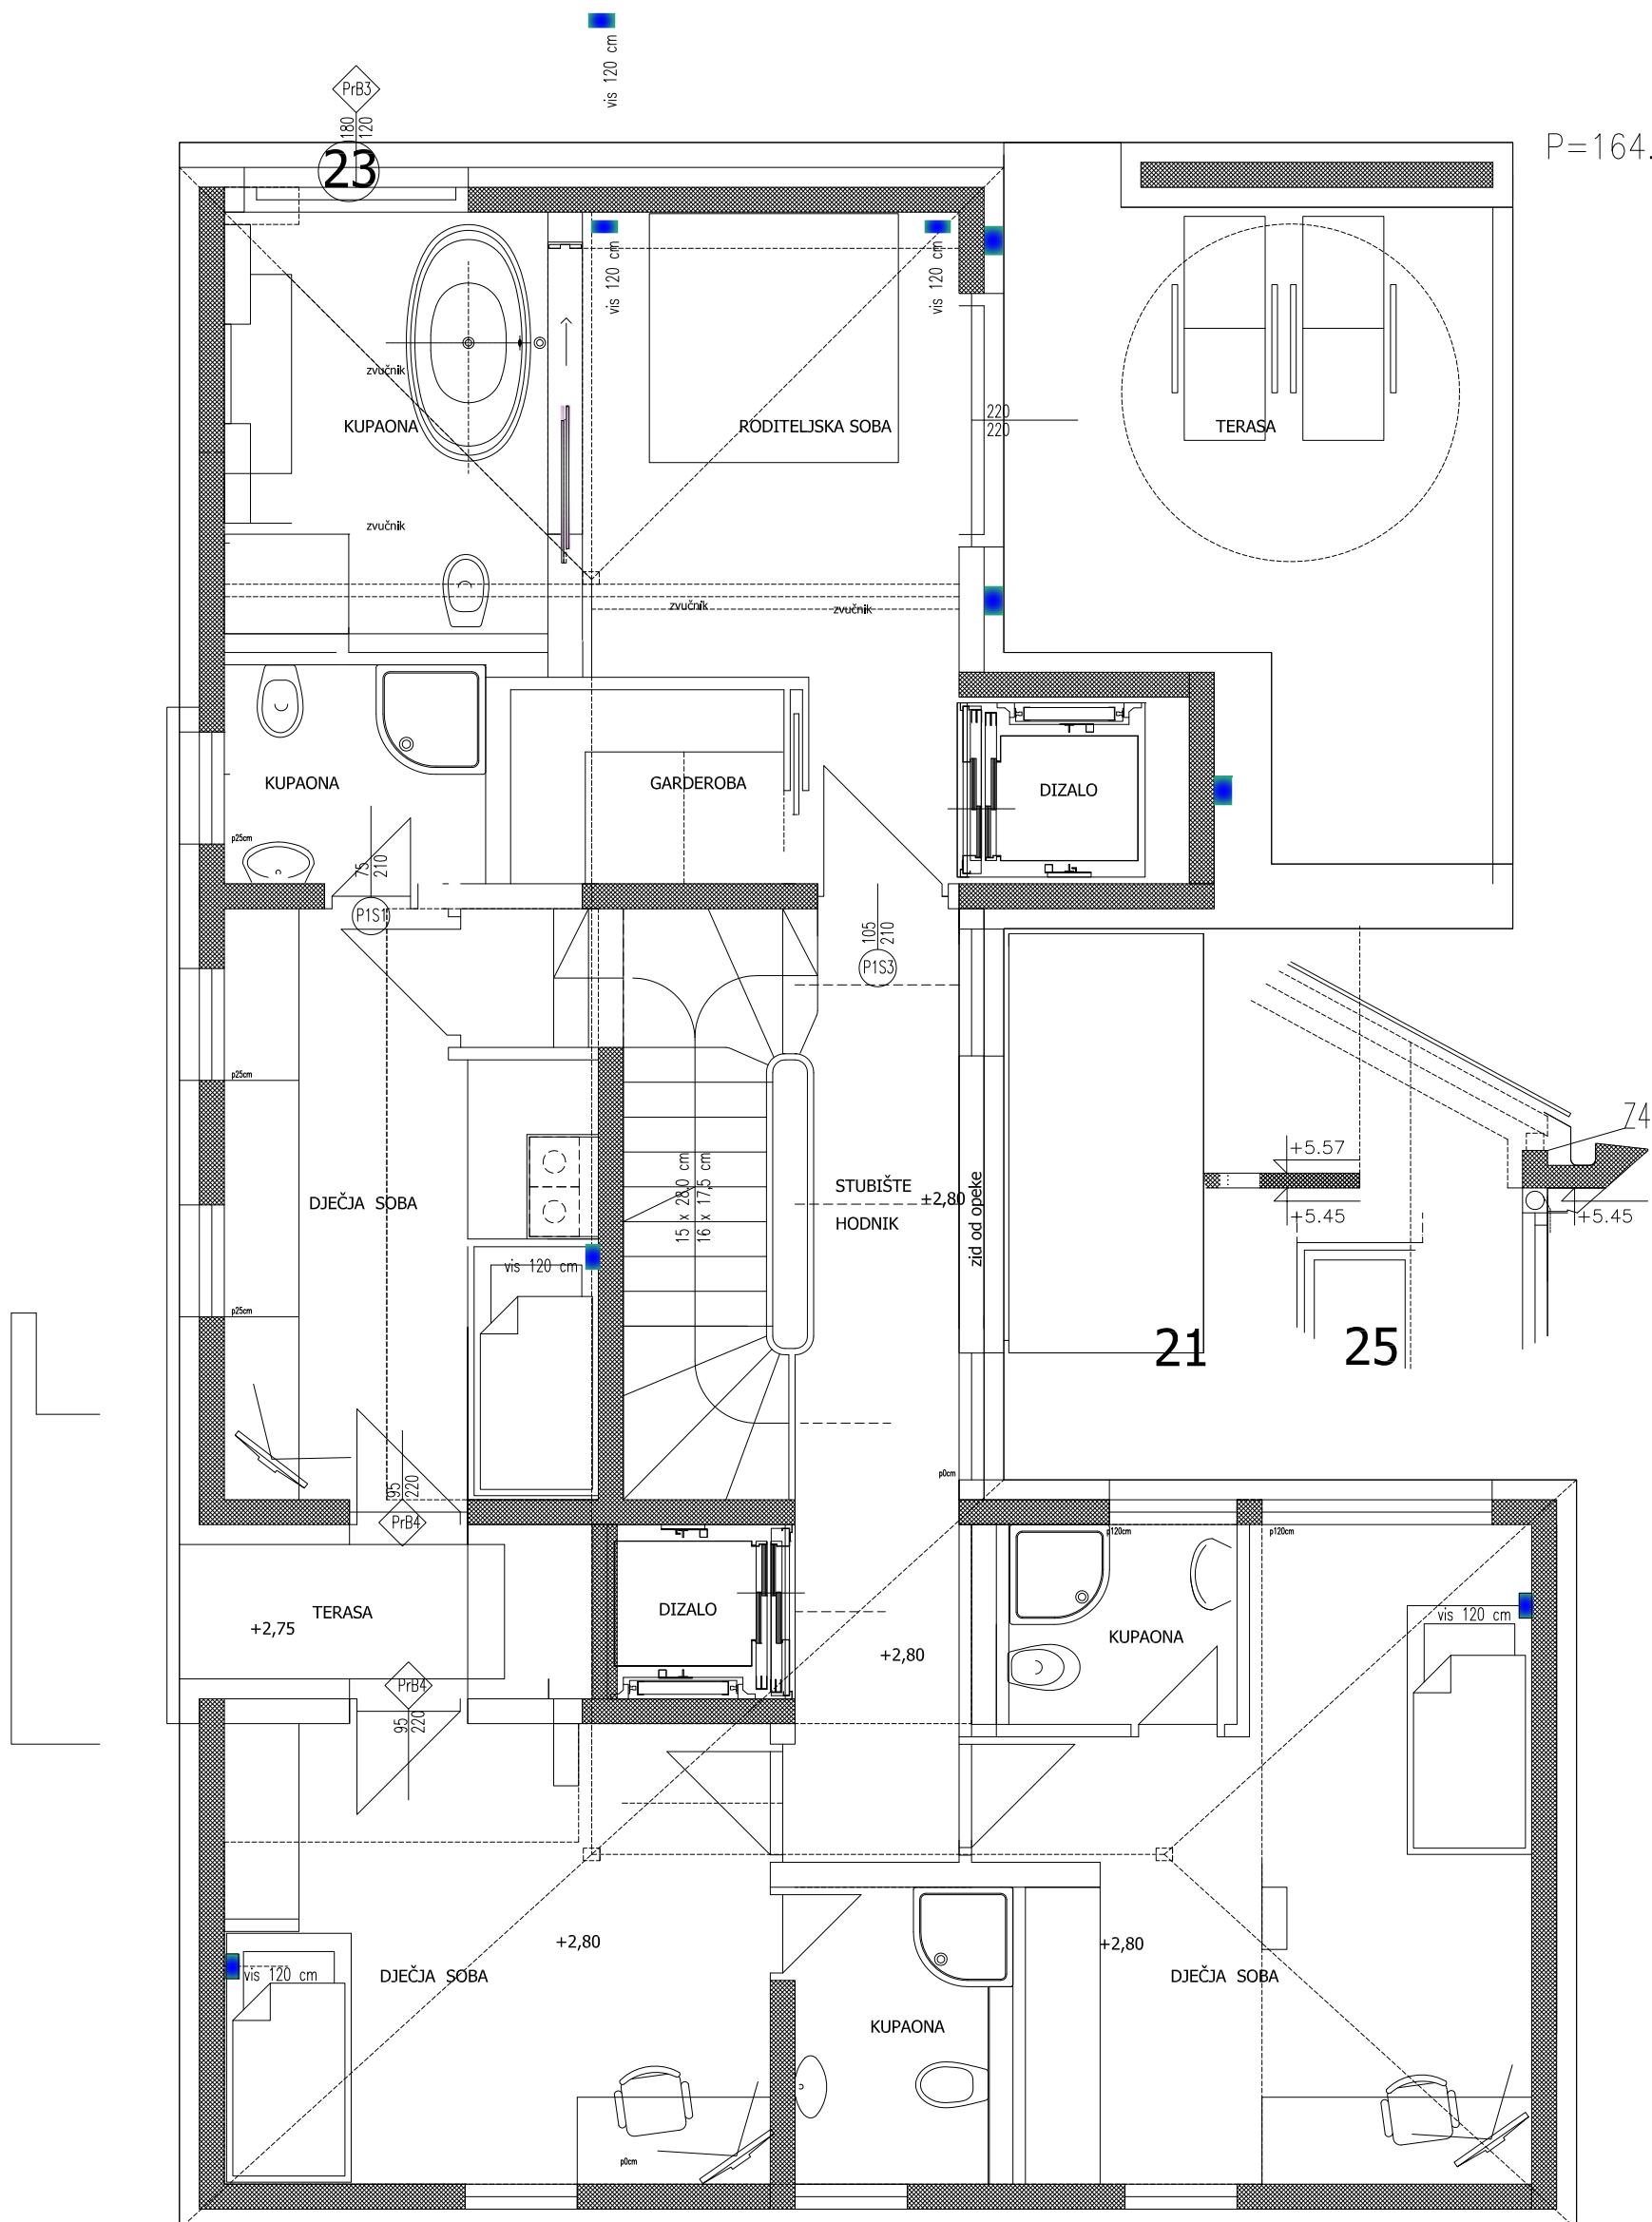 vis 120 cm
PrB3
180
120
23
P=164.
vis 120 cm
vis 120 cm
zvučnik
KUPAONA
RODITELJSKA SOBA
220
220
TERASA
zvučnik
zvučnik
zvučnik
KUPAONA
GARDEROBA
DIZALO
p25cm
75
210
P1S1
105
210
P1S3
p25cm
Z4
+5.57
+5.45
+5.45
DJEČJA SOBA
15 x 28,0 cm
16 x 17,5 cm
STUBIŠTE
HODNIK
+2,80
zid od opeke
vis 120 cm
p25cm
21
25
95
220
PrB4
p0cm
p120cm
p120cm
TERASA
+2,75
DIZALO
+2,80
KUPAONA
vis 120 cm
PrB4
95
220
+2,80
+2,80
vis 120 cm
DJEČJA SOBA
DJEČJA SOBA
KUPAONA
p0cm